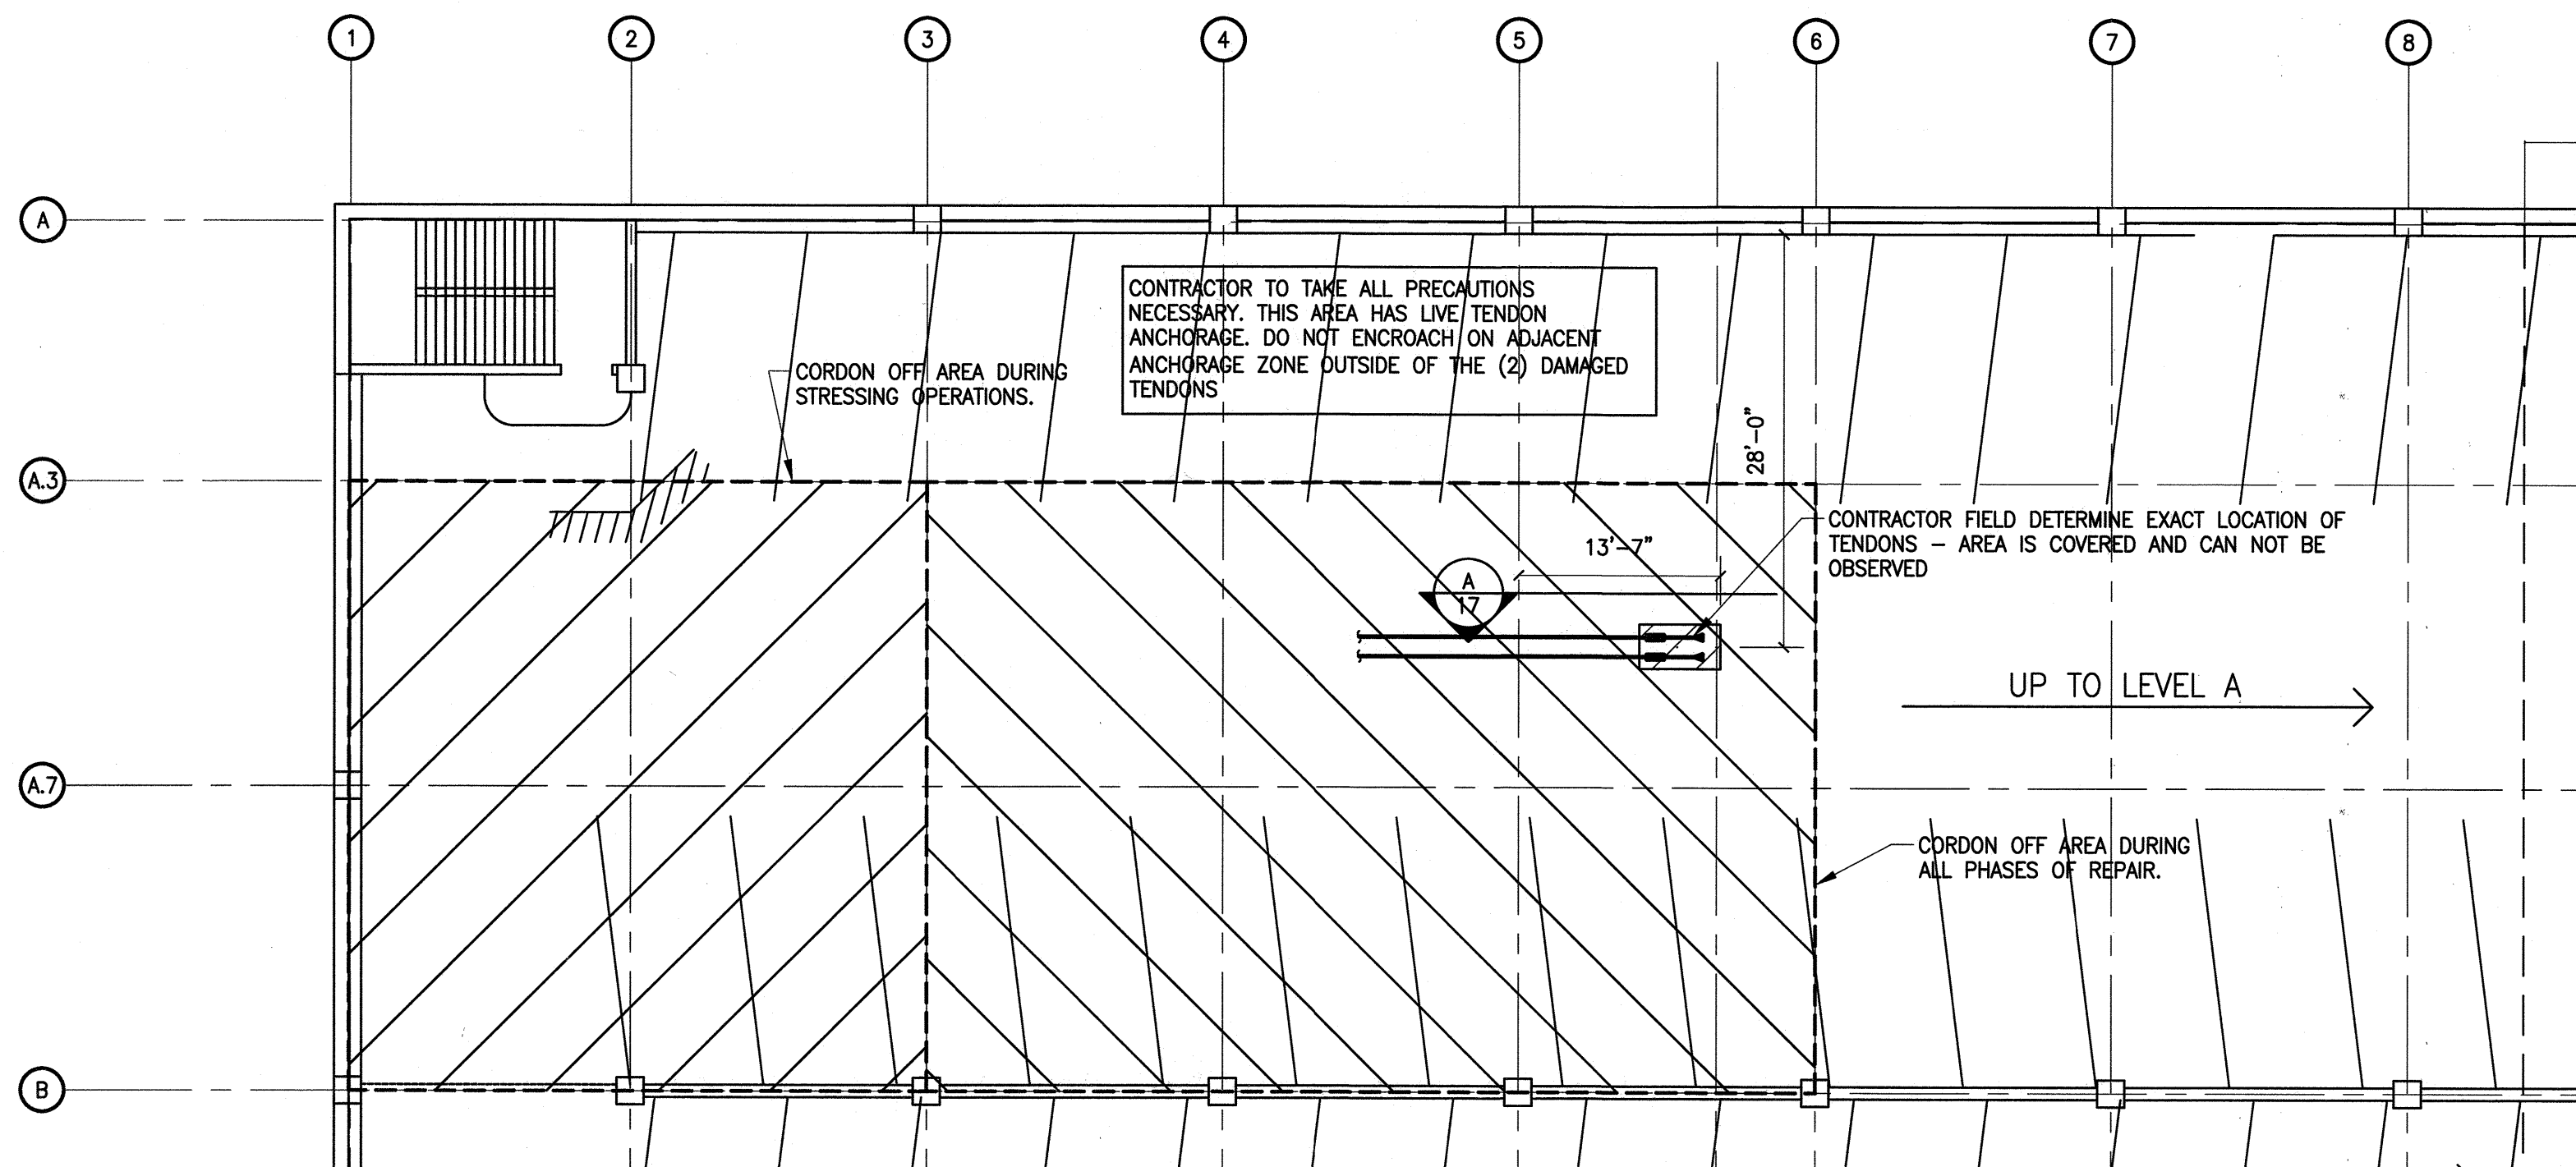 1
2
3
4
5
6
7
8
A
CONTRACTOR TO TAKE ALL PRECAUTIONS
NECESSARY. THIS AREA HAS LIVE TENDON
ANCHORAGE. DO NOT ENCROACH ON ADJACENT
ANCHORAGE ZONE OUTSIDE OF THE (2) DAMAGED
TENDONS
CORDON OFF AREA DURING
STRESSING OPERATIONS.
28'-0"
A.3
CONTRACTOR FIELD DETERMINE EXACT LOCATION OF
TENDONS – AREA IS COVERED AND CAN NOT BE
OBSERVED
13'-7"
A
17
UP TO LEVEL A
A.7
CORDON OFF AREA DURING
ALL PHASES OF REPAIR.
B